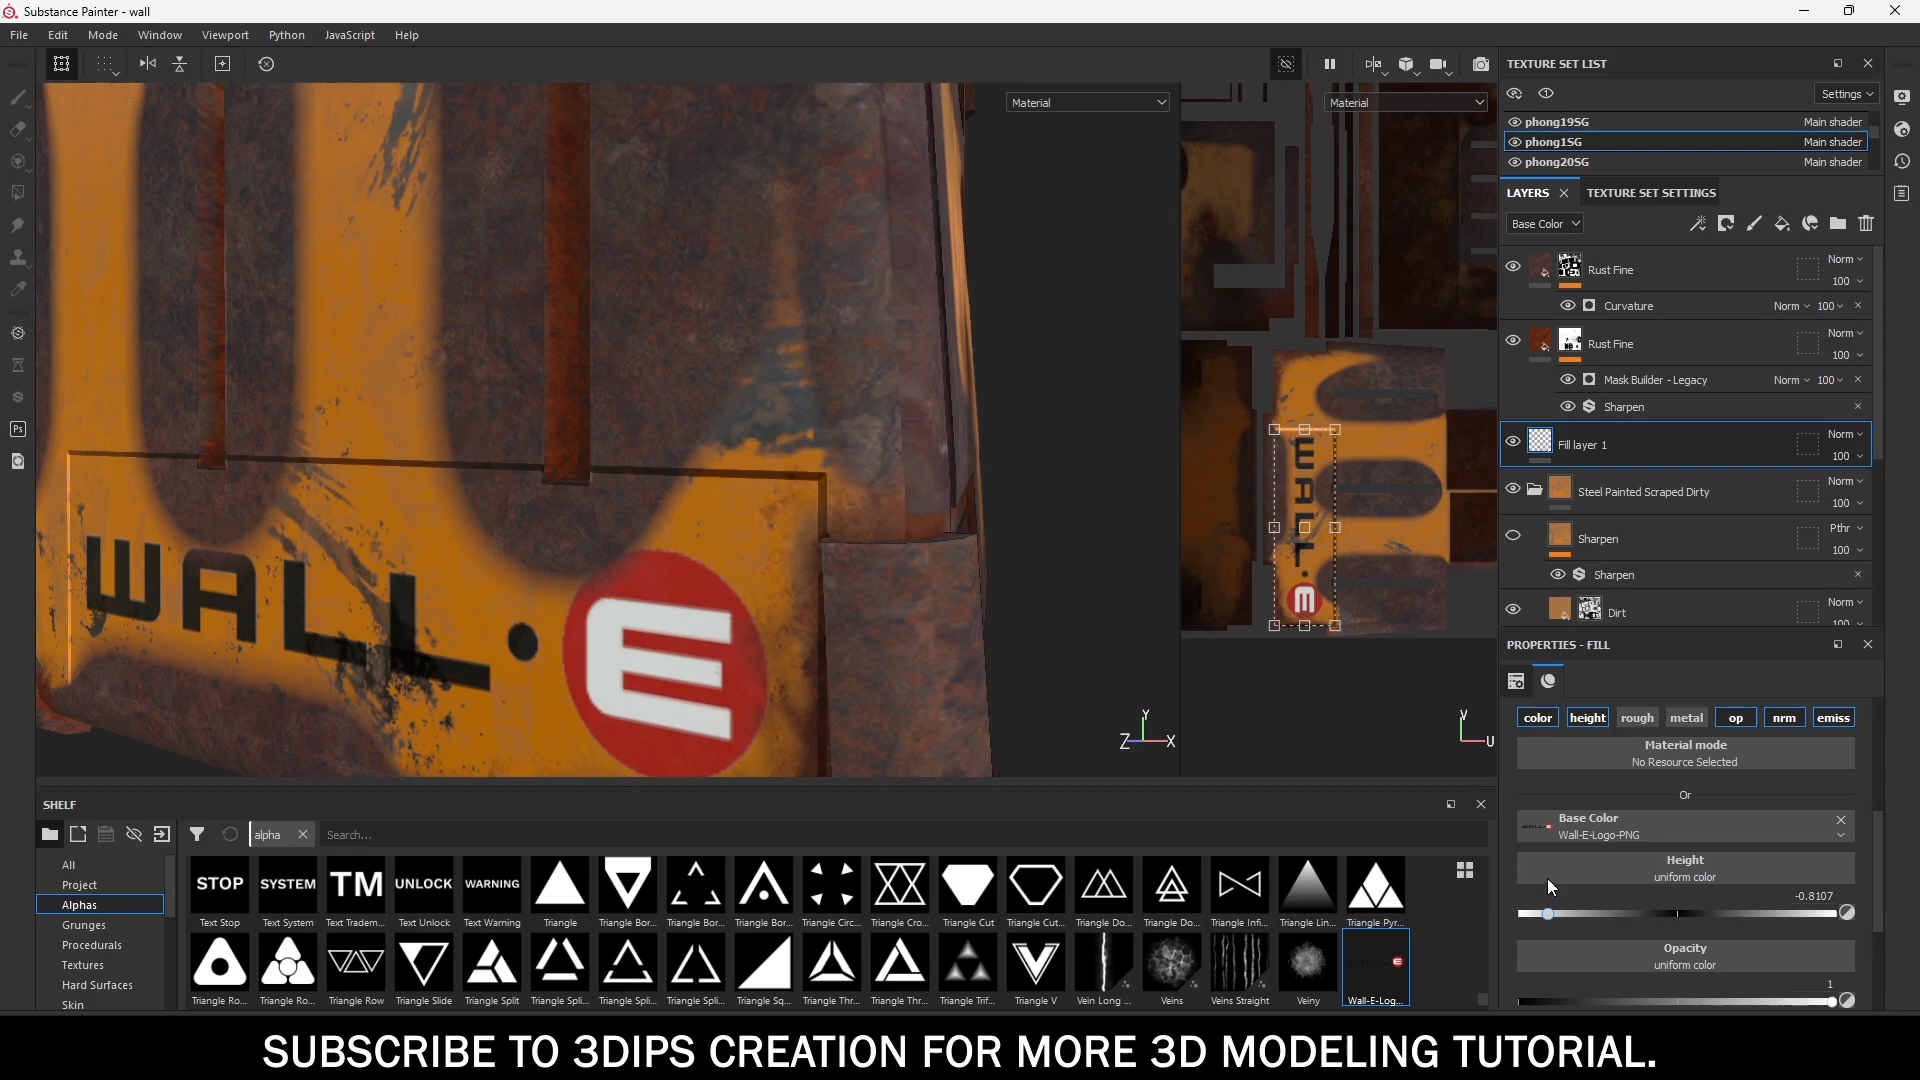 Substance Painter - wall
File Edit Mode Window Viewport Python JavaScript Help
Material
Material
WALL·E
WALL·E
TEXTURE SET LIST
Settings
phong19SG Main shader
phong1SG Main shader
phong20SG Main shader
LAYERS TEXTURE SET SETTINGS
Base Color
Rust Fine Norm 100
Curvature Norm 100
Rust Fine Norm 100
Mask Builder - Legacy Norm 100
Sharpen
Fill layer 1 Norm 100
Steel Painted Scraped Dirty Norm 100
Sharpen Pthr 100
Sharpen
Dirt Norm 100
PROPERTIES - FILL
color height rough metal op nrm emiss
Material mode
No Resource Selected
Or
Base Color
Wall-E-Logo-PNG
Height
uniform color
-0.8107
Opacity
uniform color
1
Y
Z X
V
U
Ps
SHELF
alpha Search...
All
Project
Alphas
Grunges
Procedurals
Textures
Hard Surfaces
Skin
STOP SYSTEM TM UNLOCK WARNING
Text Stop Text System Text Tradem... Text Unlock Text Warning Triangle Triangle Bor... Triangle Bor... Triangle Bor... Triangle Circ... Triangle Cro... Triangle Cut Triangle Cut... Triangle Do... Triangle Do... Triangle Infi... Triangle Lin... Triangle Pyr...
Triangle Ro... Triangle Ro... Triangle Row Triangle Slide Triangle Split Triangle Spli... Triangle Spli... Triangle Spli... Triangle Sq... Triangle Thr... Triangle Thr... Triangle Trif... Triangle V Vein Long ... Veins Veins Straight Veiny Wall-E-Log...
SUBSCRIBE TO 3DIPS CREATION FOR MORE 3D MODELING TUTORIAL.